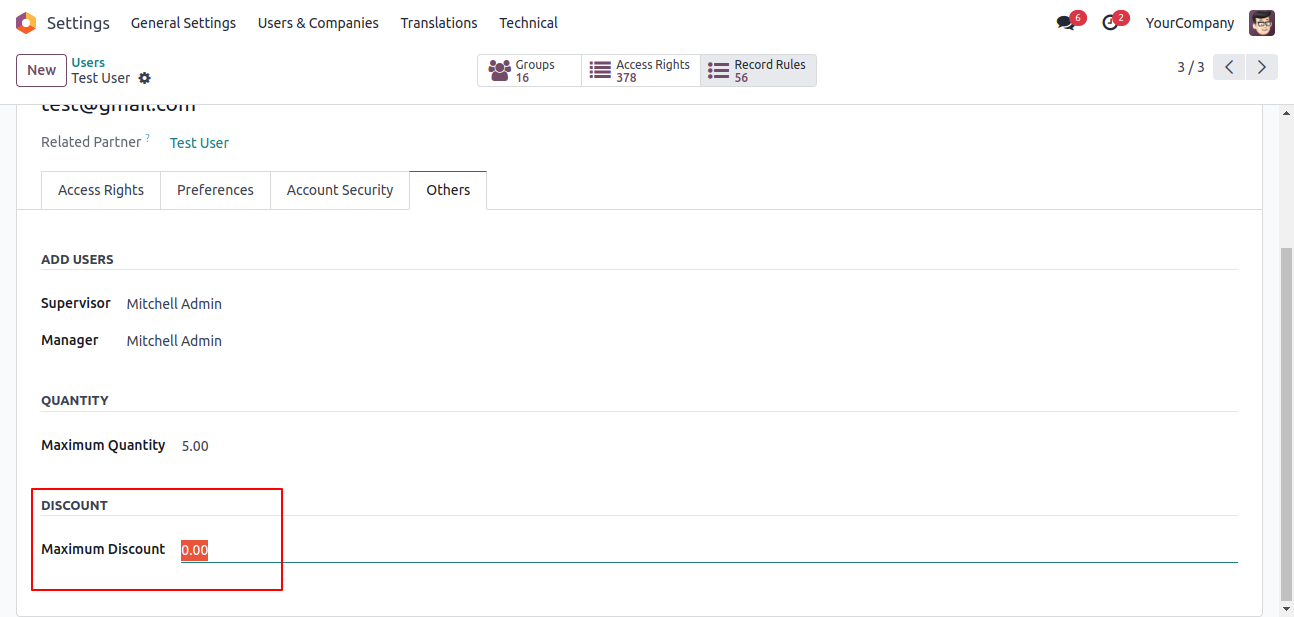 Settings General Settings Users & Companies Translations Technical 6 2 YourCompany
New Users Test User Groups 16 Access Rights 378 Record Rules 56 3 / 3
test@gmail.com
Related Partner ? Test User
Access Rights Preferences Account Security Others
ADD USERS
Supervisor Mitchell Admin
Manager Mitchell Admin
QUANTITY
Maximum Quantity 5.00
DISCOUNT
Maximum Discount 0.00